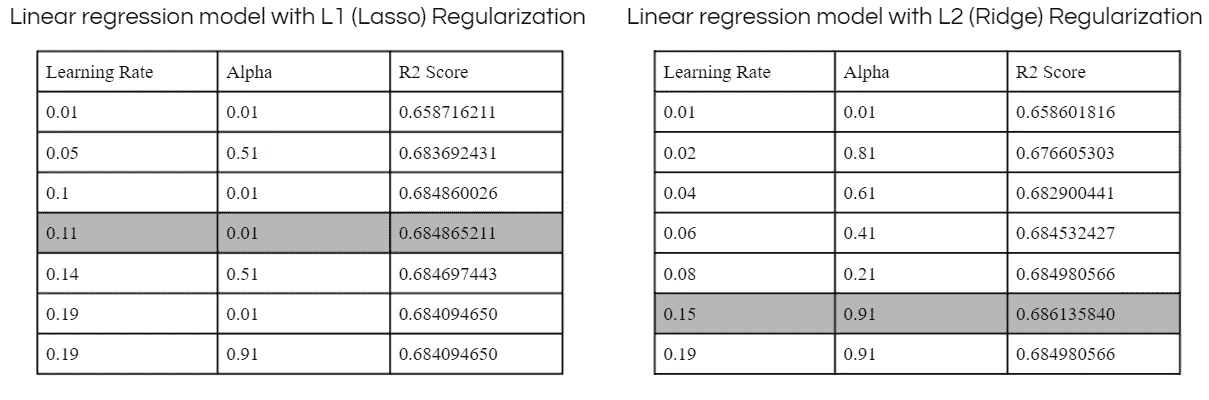 Linear regression model with L1 (Lasso) Regularization
Learning Rate Alpha R2 Score
0.01 0.01 0.658716211
0.05 0.51 0.683692431
0.1 0.01 0.684860026
0.11 0.01 0.684865211
0.14 0.51 0.684697443
0.19 0.01 0.684094650
0.19 0.91 0.684094650
Linear regression model with L2 (Ridge) Regularization
Learning Rate Alpha R2 Score
0.01 0.01 0.658601816
0.02 0.81 0.676605303
0.04 0.61 0.682900441
0.06 0.41 0.684532427
0.08 0.21 0.684980566
0.15 0.91 0.686135840
0.19 0.91 0.684980566